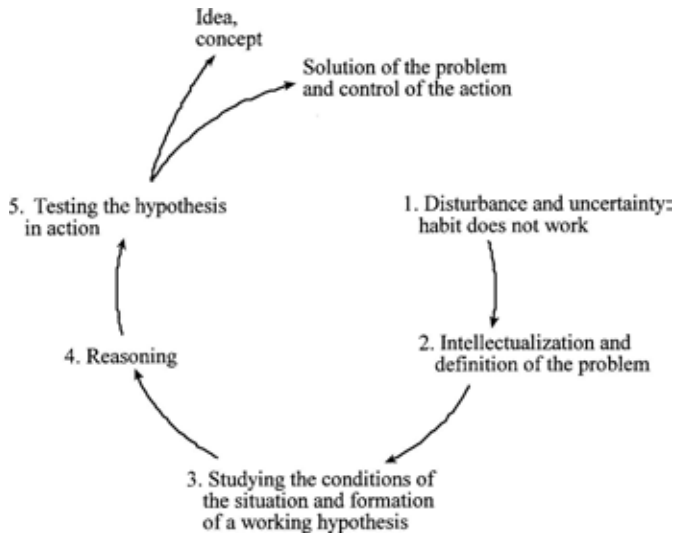 Idea,
concept
Solution of the problem
and control of the action
5. Testing the hypothesis
in action
1. Disturbance and uncertainty:
habit does not work
4. Reasoning
2. Intellectualization and
definition of the problem
3. Studying the conditions of
the situation and formation
of a working hypothesis